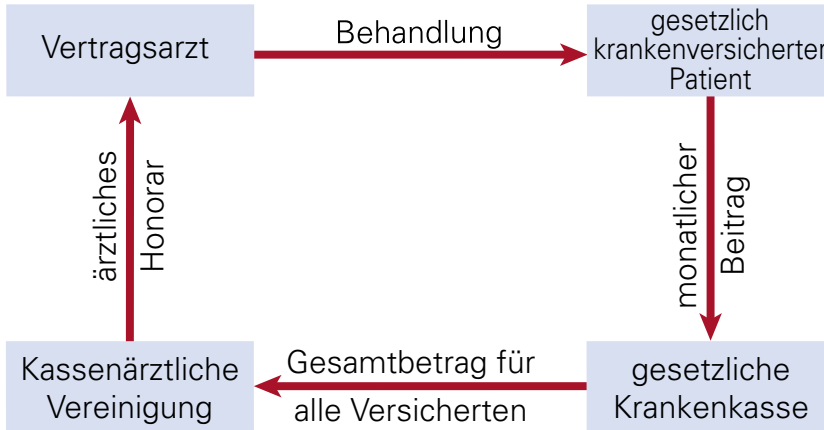 Vertragsarzt
Behandlung
gesetzlich
krankenversicherter
Patient
ärztliches
Honorar
monatlicher
Beitrag
Kassenärztliche
Vereinigung
Gesamtbetrag für
alle Versicherten
gesetzliche
Krankenkasse